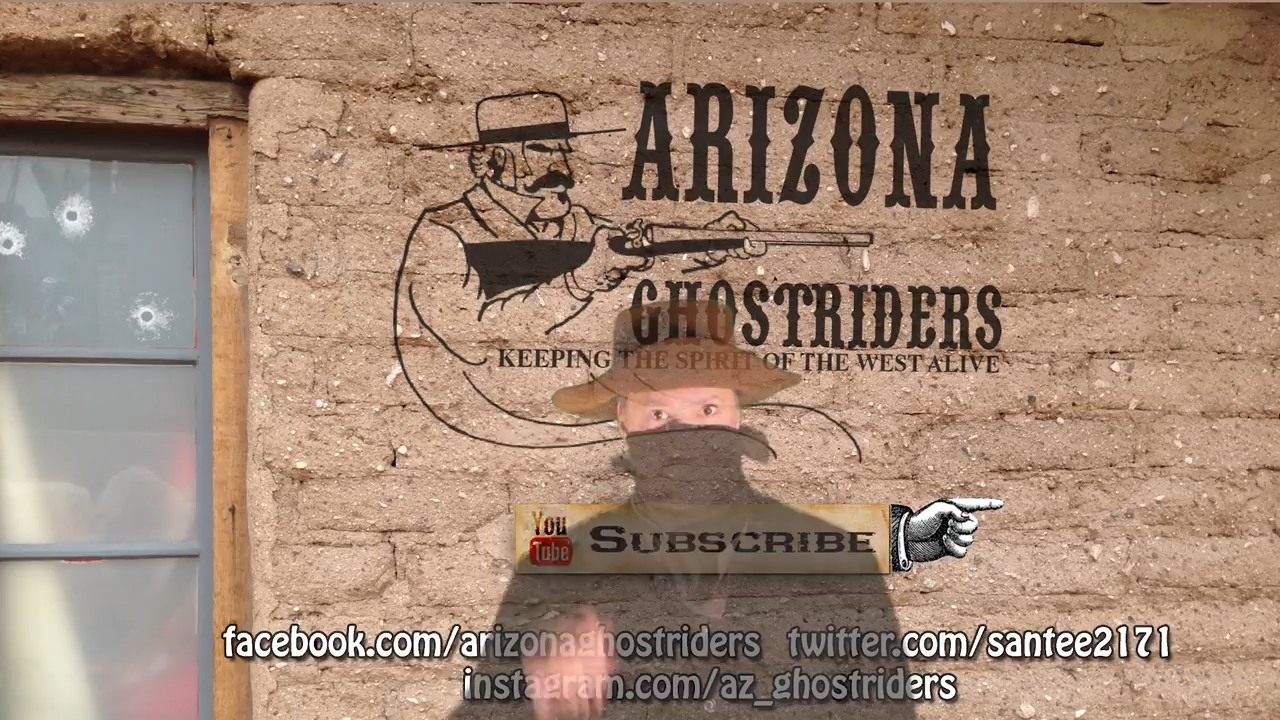 ARIZONA
GHOSTRIDERS
KEEPING THE SPIRIT OF THE WEST ALIVE
You
Tube
SUBSCRIBE
facebook.com/arizonaghostriders twitter.com/santee2171
instagram.com/az_ghostriders